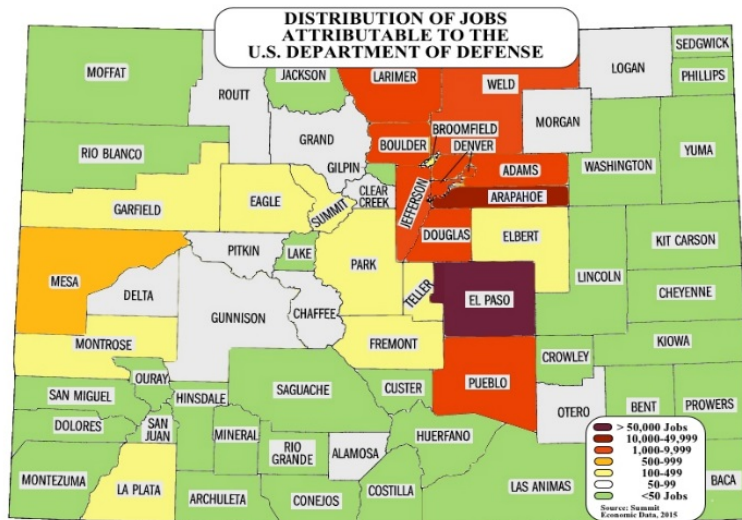 DISTRIBUTION OF JOBS
ATTRIBUTABLE TO THE
U.S. DEPARTMENT OF DEFENSE
SEDGWICK
MOFFAT
JACKSON
LARIMER
WELD
LOGAN
PHILLIPS
ROUTT
MORGAN
GRAND
BOULDER
BROOMFIELD
DENVER
RIO BLANCO
GILPIN
WASHINGTON
YUMA
ADAMS
CLEAR
CREEK
JEFFERSON
ARAPAHOE
GARFIELD
EAGLE
SUMMIT
DOUGLAS
ELBERT
KIT CARSON
PITKIN
LAKE
PARK
LINCOLN
MESA
DELTA
TELLER
EL PASO
CHEYENNE
CHAFFEE
GUNNISON
FREMONT
KIOWA
MONTROSE
CROWLEY
OURAY
SAGUACHE
CUSTER
PUEBLO
SAN MIGUEL
HINSDALE
OTERO
BENT
PROWERS
DOLORES
SAN
JUAN
MINERAL
RIO
GRANDE
ALAMOSA
HUERFANO
MONTEZUMA
LA PLATA
ARCHULETA
CONEJOS
COSTILLA
LAS ANIMAS
BACA
> 50,000 Jobs
10,000-49,999
1,000-9,999
500-999
100-499
50-99
<50 Jobs
Source: Summit
Economic Data, 2015